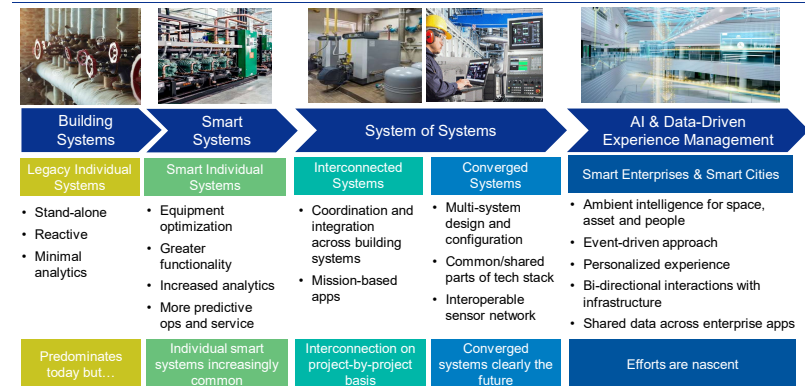 Building
Systems
Smart
Systems
System of Systems
AI & Data-Driven
Experience Management
Legacy Individual
Systems
Smart Individual
Systems
Interconnected
Systems
Converged
Systems
Smart Enterprises & Smart Cities
• Stand-alone
• Reactive
• Minimal
analytics
• Equipment
optimization
• Greater
functionality
• Increased analytics
• More predictive
ops and service
• Coordination and
integration
across building
systems
• Mission-based
apps
• Multi-system
design and
configuration
• Common/shared
parts of tech stack
• Interoperable
sensor network
• Ambient intelligence for space,
asset and people
• Event-driven approach
• Personalized experience
• Bi-directional interactions with
infrastructure
• Shared data across enterprise apps
Predominates
today but…
Individual smart
systems increasingly
common
Interconnection on
project-by-project
basis
Converged
systems clearly the
future
Efforts are nascent